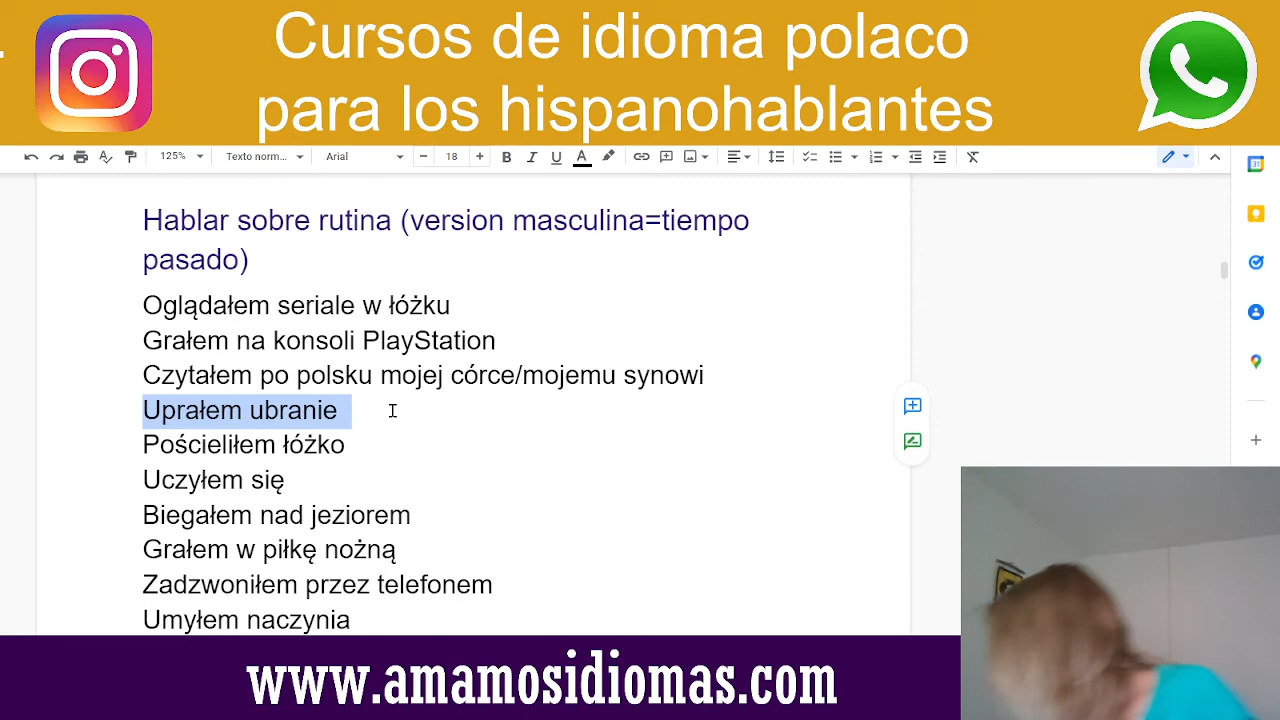 Cursos de idioma polaco
para los hispanohablantes
125%
Texto norm...
Arial
18
Hablar sobre rutina (version masculina=tiempo
pasado)
Oglądałem seriale w łóżku
Grałem na konsoli PlayStation
Czytałem po polsku mojej córce/mojemu synowi
Uprałem ubranie
Pościeliłem łóżko
Uczyłem się
Biegałem nad jeziorem
Grałem w piłkę nożną
Zadzwoniłem przez telefonem
Umyłem naczynia
www.amamosidiomas.com